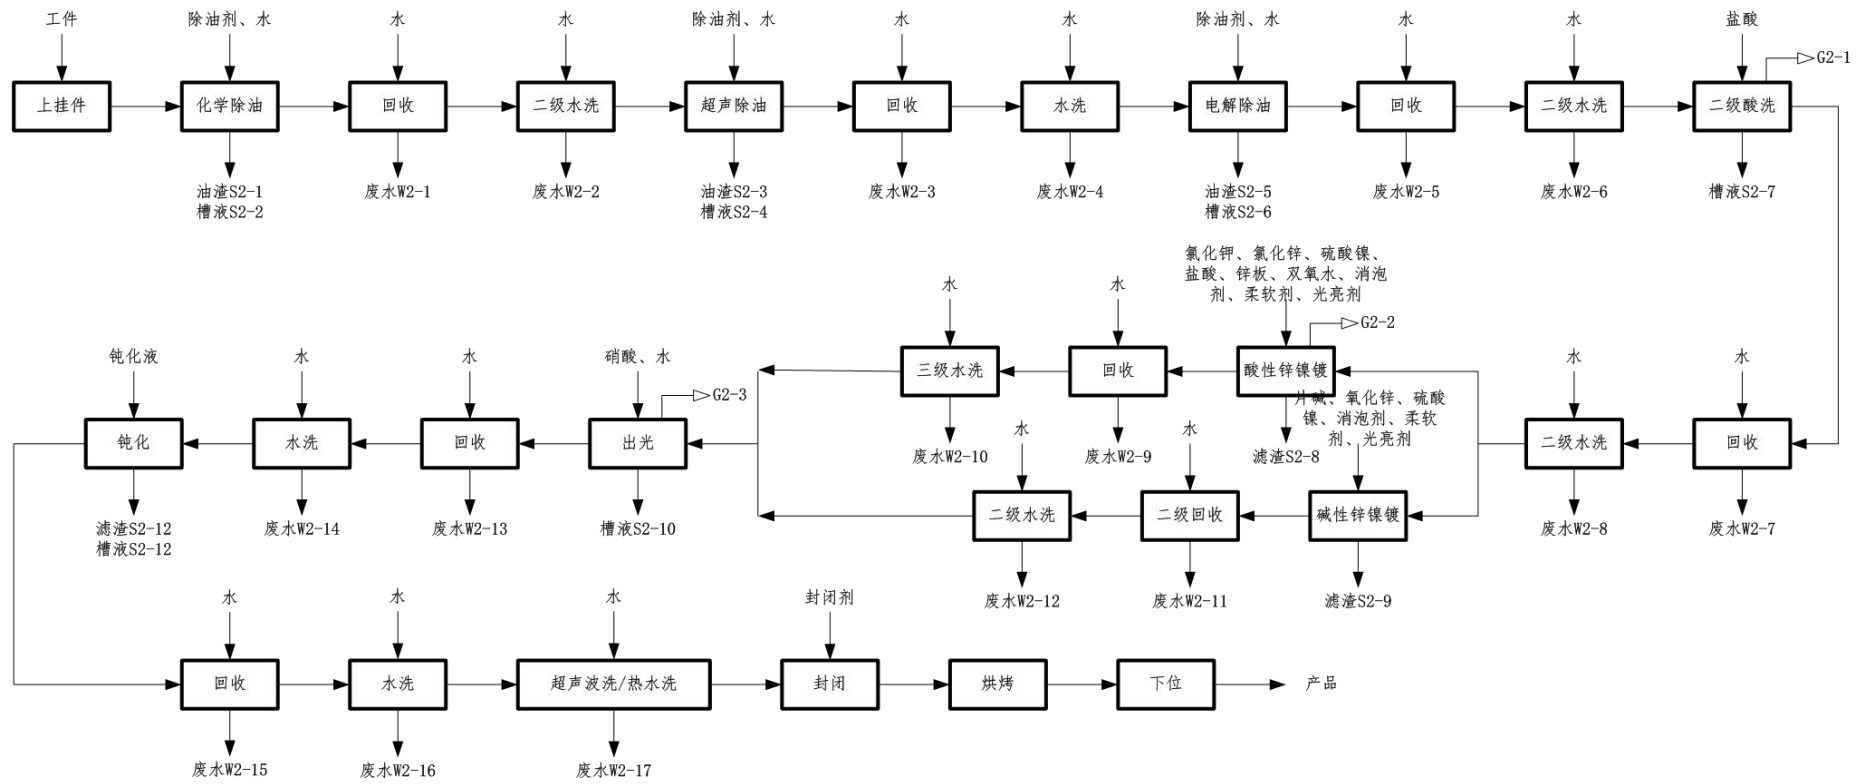 工件
除油剂、水
水
水
除油剂、水
水
水
除油剂、水
水
水
盐酸
G2-1
上挂件
化学除油
回收
二级水洗
超声除油
回收
水洗
电解除油
回收
二级水洗
二级酸洗
油渣S2-1
槽液S2-2
废水W2-1
废水W2-2
油渣S2-3
槽液S2-4
废水W2-3
废水W2-4
油渣S2-5
槽液S2-6
废水W2-5
废水W2-6
槽液S2-7
氯化钾、氯化锌、硫酸镍、
盐酸、锌板、双氧水、消泡
剂、柔软剂、光亮剂
水
水
G2-2
钝化液
水
水
硝酸、水
三级水洗
回收
酸性锌镍镀
水
水
G2-3
片碱、氧化锌、硫酸
镍、消泡剂、柔软
剂、光亮剂
钝化
水洗
回收
出光
水
水
二级水洗
回收
废水W2-10
废水W2-9
滤渣S2-8
滤渣S2-12
槽液S2-12
废水W2-14
废水W2-13
槽液S2-10
二级水洗
二级回收
碱性锌镍镀
废水W2-8
废水W2-7
废水W2-12
废水W2-11
滤渣S2-9
水
水
水
封闭剂
回收
水洗
超声波洗/热水洗
封闭
烘烤
下位
产品
废水W2-15
废水W2-16
废水W2-17